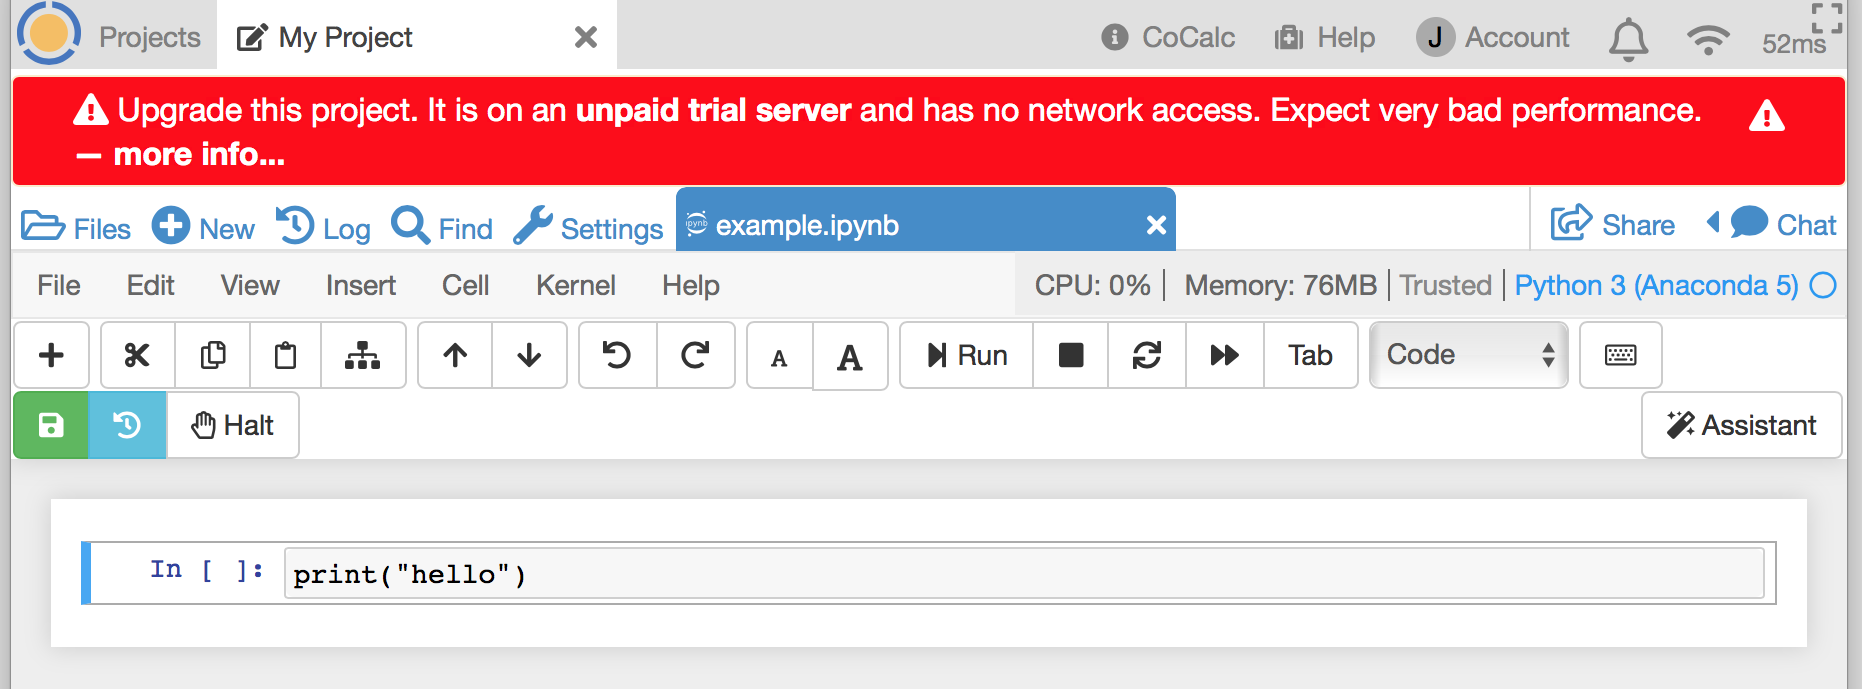 Projects My Project CoCalc Help J Account 52ms
Upgrade this project. It is on an unpaid trial server and has no network access. Expect very bad performance.
— more info...
Files New Log Find Settings ipynb example.ipynb Share Chat
File Edit View Insert Cell Kernel Help CPU: 0% Memory: 76MB Trusted Python 3 (Anaconda 5)
A A Run Tab Code
Halt Assistant
In [ ]: print("hello")